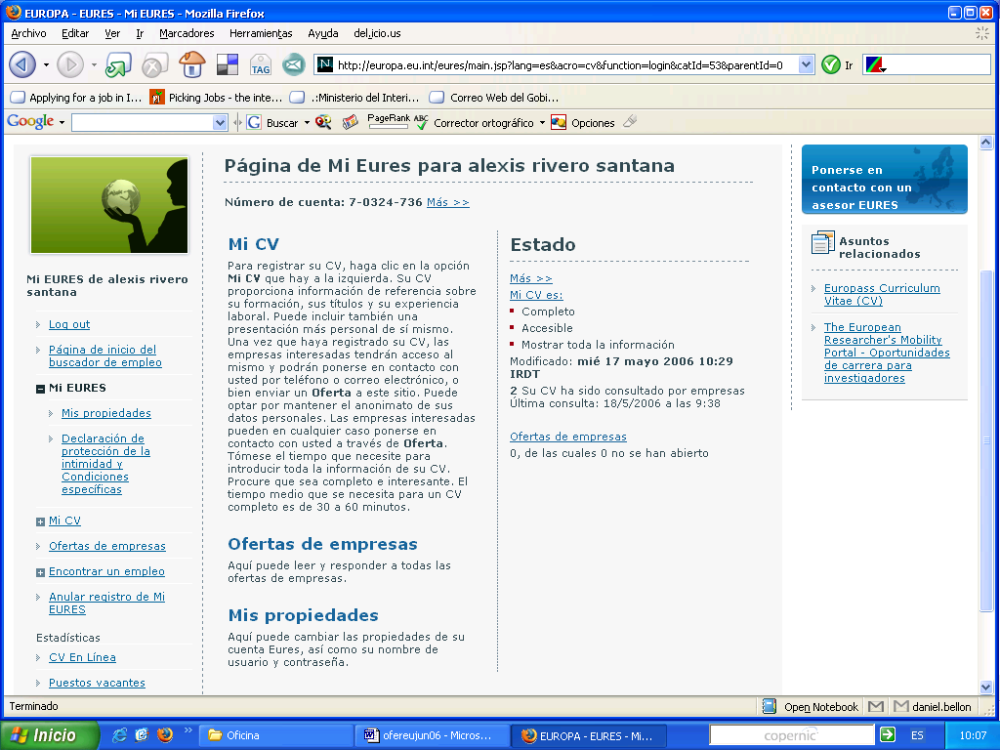 EUROPA - EURES - Mi EURES - Mozilla Firefox
Archivo Editar Ver Ir Marcadores Herramientas Ayuda del.icio.us
TAG
http://europa.eu.int/eures/main.jsp?lang=es&acro=cv&function=login&catId=53&parentId=0
Ir
Applying for a job in I... Picking Jobs - the inte... .:Ministerio del Interi... Correo Web del Gobi...
Google G Buscar PageRank ABC Corrector ortográfico Opciones
Mi EURES de alexis rivero
santana
Log out
Página de inicio del
buscador de empleo
Mi EURES
Mis propiedades
Declaración de
protección de la
intimidad y
Condiciones
específicas
Mi CV
Ofertas de empresas
Encontrar un empleo
Anular registro de Mi
EURES
Estadísticas
CV En Línea
Puestos vacantes
Página de Mi Eures para alexis rivero santana
Número de cuenta: 7-0324-736 Más >>
Mi CV
Para registrar su CV, haga clic en la opción
Mi CV que hay a la izquierda. Su CV
proporciona información de referencia sobre
su formación, sus títulos y su experiencia
laboral. Puede incluir también una
presentación más personal de sí mismo.
Una vez que haya registrado su CV, las
empresas interesadas tendrán acceso al
mismo y podrán ponerse en contacto con
usted por teléfono o correo electrónico, o
bien enviar un Oferta a este sitio. Puede
optar por mantener el anonimato de sus
datos personales. Las empresas interesadas
pueden en cualquier caso ponerse en
contacto con usted a través de Oferta.
Tómese el tiempo que necesite para
introducir toda la información de su CV.
Procure que sea completo e interesante. El
tiempo medio que se necesita para un CV
completo es de 30 a 60 minutos.
Ofertas de empresas
Aquí puede leer y responder a todas las
ofertas de empresas.
Mis propiedades
Aquí puede cambiar las propiedades de su
cuenta Eures, así como su nombre de
usuario y contraseña.
Estado
Más >>
Mi CV es:
Completo
Accesible
Mostrar toda la información
Modificado: mié 17 mayo 2006 10:29
IRDT
2 Su CV ha sido consultado por empresas
Última consulta: 18/5/2006 a las 9:38
Ofertas de empresas
0, de las cuales 0 no se han abierto
Ponerse en
contacto con un
asesor EURES
Asuntos
relacionados
Europass Curriculum
Vitae (CV)
The European
Researcher's Mobility
Portal - Oportunidades
de carrera para
investigadores
Terminado
Open Notebook daniel.bellon
Inicio Oficina ofereujun06 - Micros... EUROPA - EURES - Mi... copernic ES 10:07